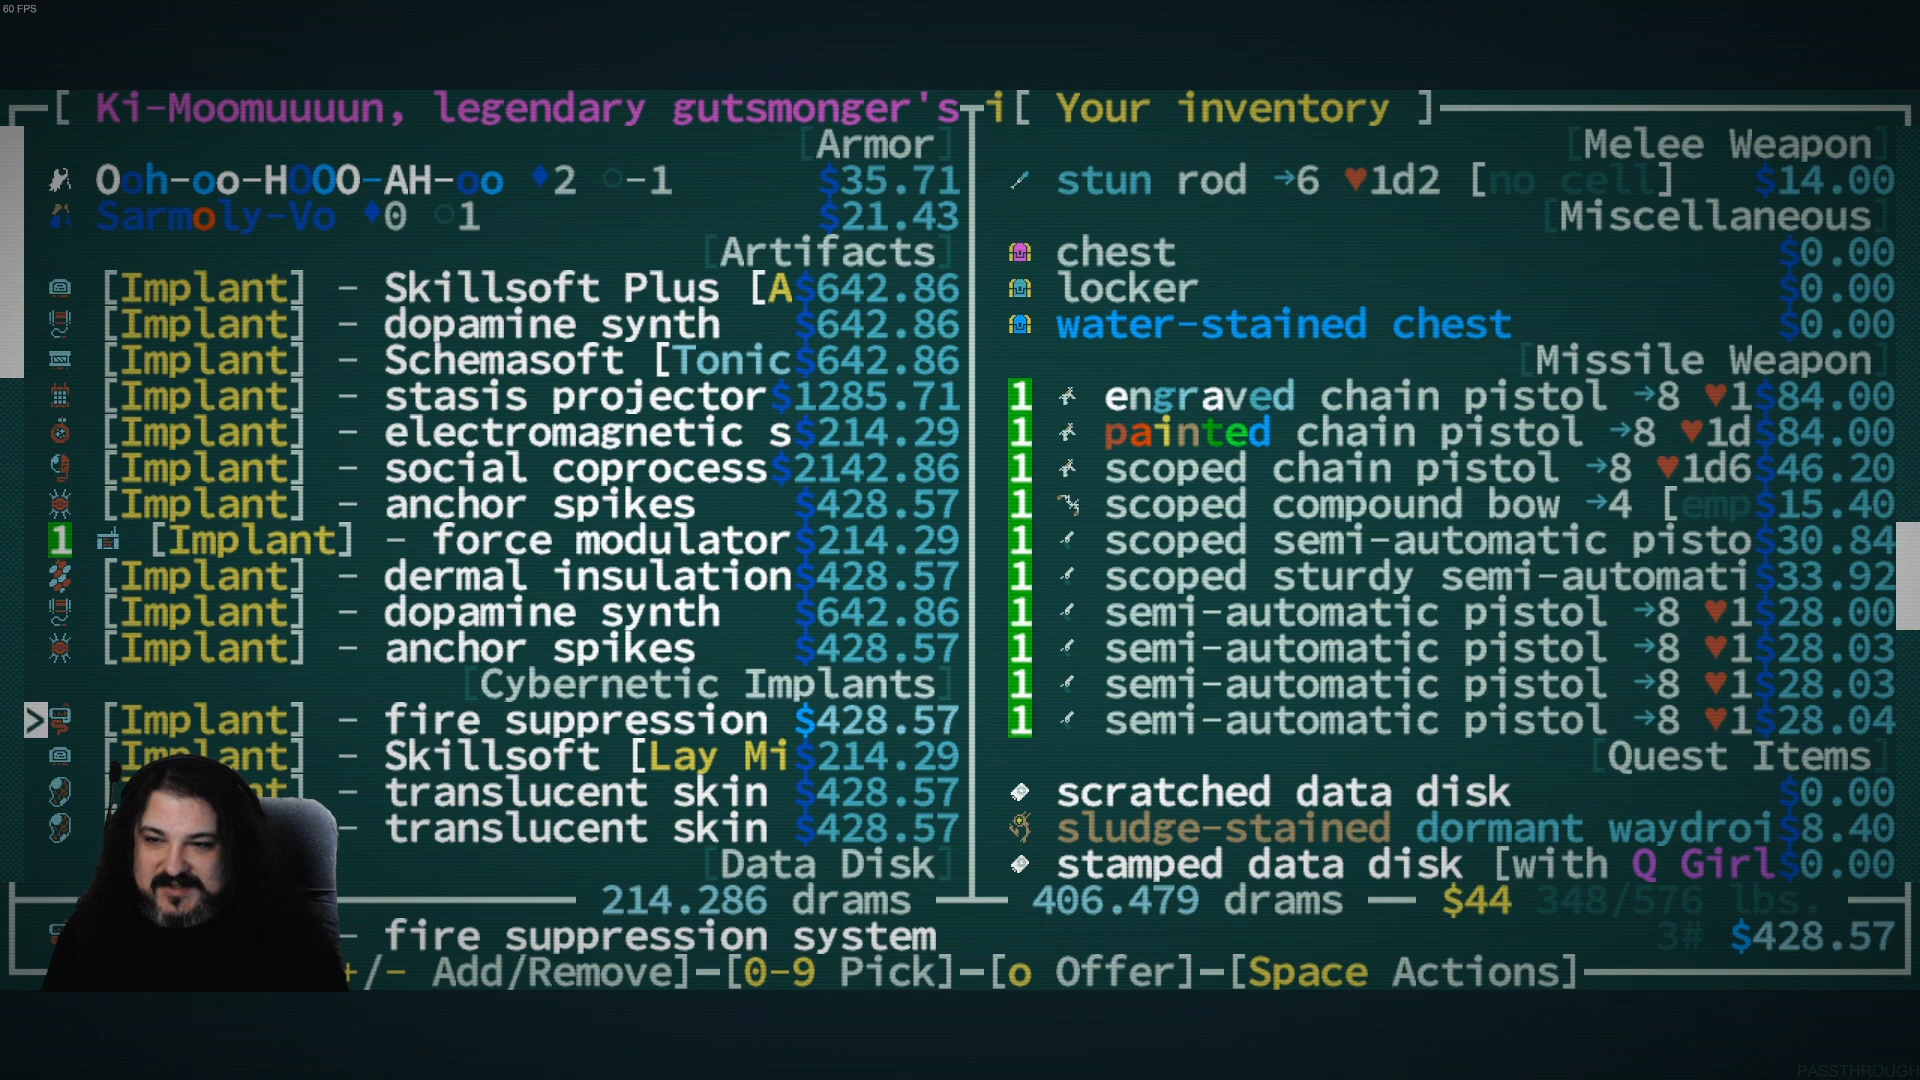 60 FPS
[ Ki-Moomuuuun, legendary gutsmonger's i[ Your inventory ]
[Armor]
Ooh-oo-HOOO-AH-oo ♦2 ○-1 $35.71
Sarmoly-Vo ♦0 ○1 $21.43
[Artifacts]
[Implant] - Skillsoft Plus [A $642.86
[Implant] - dopamine synth $642.86
[Implant] - Schemasoft [Tonic $642.86
[Implant] - stasis projector $1285.71
[Implant] - electromagnetic s $214.29
[Implant] - social coprocess $2142.86
[Implant] - anchor spikes $428.57
1 [Implant] - force modulator $214.29
[Implant] - dermal insulation $428.57
[Implant] - dopamine synth $642.86
[Implant] - anchor spikes $428.57
[Cybernetic Implants]
> [Implant] - fire suppression $428.57
- Skillsoft [Lay Mi $214.29
- translucent skin $428.57
- translucent skin $428.57
[Data Disk]
214.286 drams
[Melee Weapon]
stun rod →6 ♥1d2 [no cell] $14.00
[Miscellaneous]
chest $0.00
locker $0.00
water-stained chest $0.00
[Missile Weapon]
1 engraved chain pistol →8 ♥1 $84.00
1 painted chain pistol →8 ♥1d $84.00
1 scoped chain pistol →8 ♥1d6 $46.20
1 scoped compound bow →4 [emp $15.40
1 scoped semi-automatic pisto $30.84
1 scoped sturdy semi-automati $33.92
1 semi-automatic pistol →8 ♥1 $28.00
1 semi-automatic pistol →8 ♥1 $28.03
1 semi-automatic pistol →8 ♥1 $28.03
1 semi-automatic pistol →8 ♥1 $28.04
[Quest Items]
scratched data disk $0.00
sludge-stained dormant waydroi $8.40
stamped data disk [with Q Girl $0.00
406.479 drams — $44 348/576 lbs.
- fire suppression system 3# $428.57
+/- Add/Remove]-[0-9 Pick]-[o Offer]-[Space Actions]
PASSTHROUGH